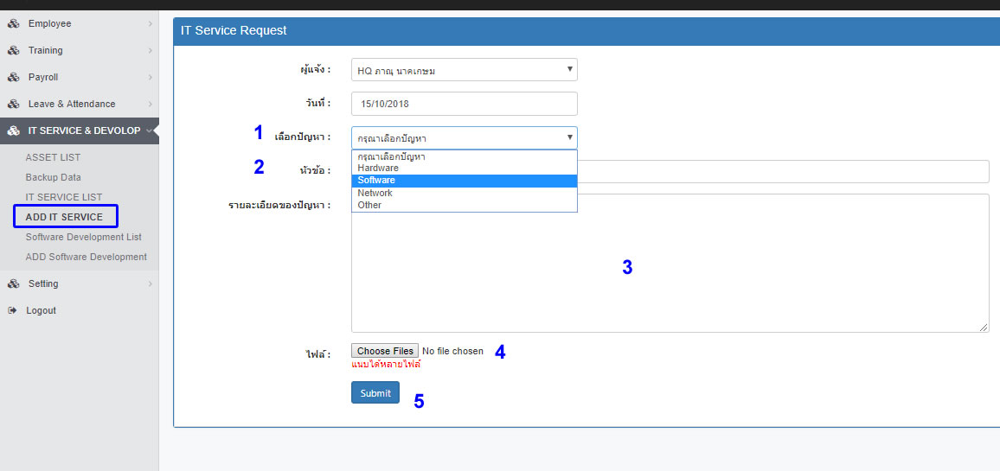 Employee
Training
Payroll
Leave & Attendance
IT SERVICE & DEVOLOP
ASSET LIST
Backup Data
IT SERVICE LIST
ADD IT SERVICE
Software Development List
ADD Software Development
Setting
Logout
IT Service Request
ผู้แจ้ง : HQ ภาณุ นาคเกษม
วันที่ : 15/10/2018
1 เลือกปัญหา : กรุณาเลือกปัญหา
กรุณาเลือกปัญหา
Hardware
Software
Network
Other
2 หัวข้อ :
รายละเอียดของปัญหา :
3
ไฟล์ : Choose Files No file chosen 4
แนบได้หลายไฟล์
Submit 5